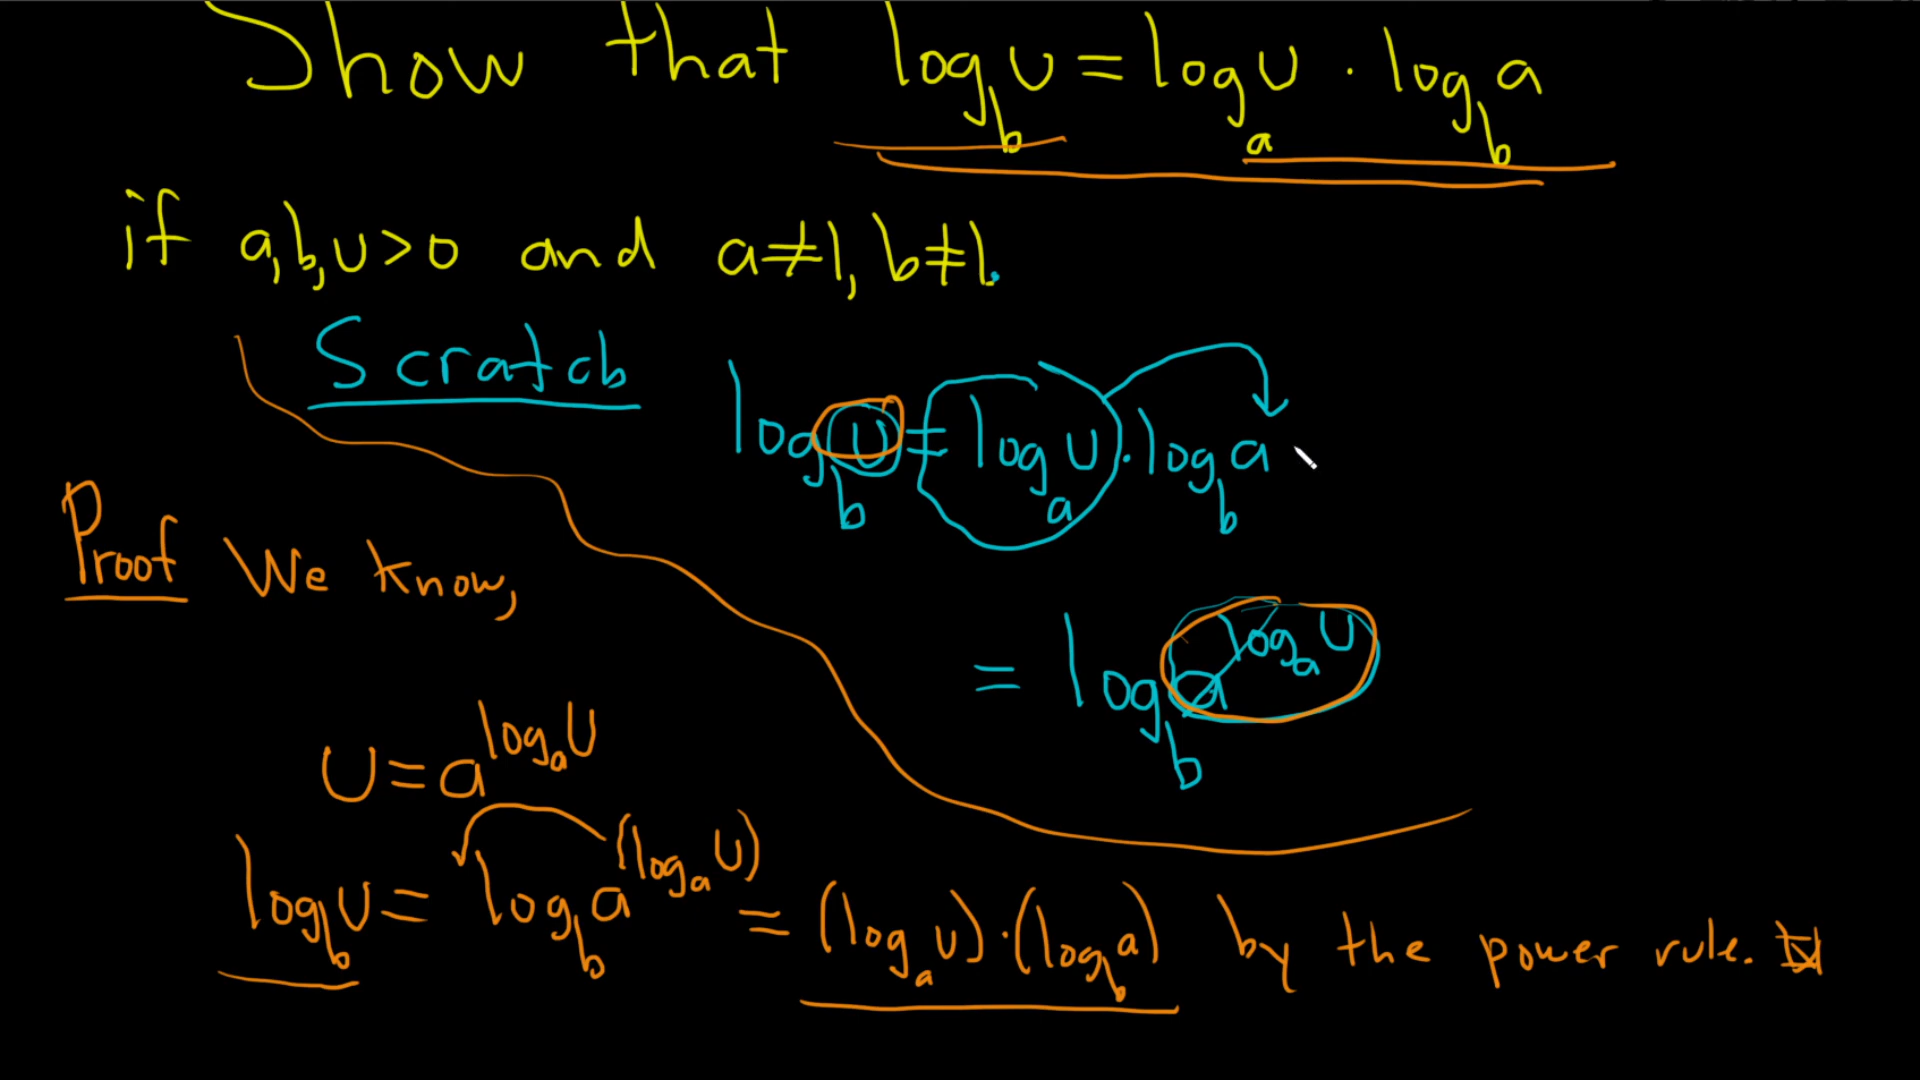 Show that log_b U = log_a U · log_b a
if a, b, U > 0 and a ≠ 1, b ≠ 1.
Scratch
log_b U = log_a U · log_b a
= log_b a^(log_a U)
Proof We know,
U = a^(log_a U)
log_b U = log_b a^(log_a U) = (log_a U) · (log_b a) by the power rule.